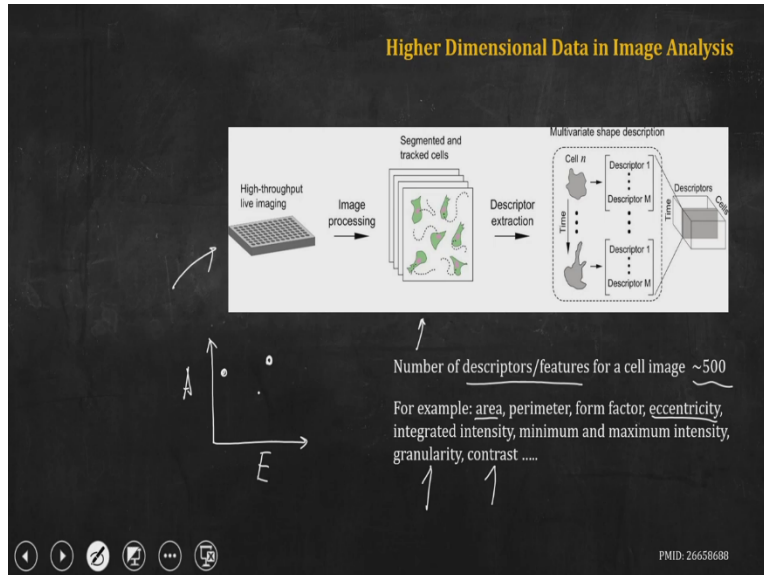 Higher Dimensional Data in Image Analysis
High-throughput
live imaging
Image
processing
Segmented and
tracked cells
Descriptor
extraction
Multivariate shape description
Cell n
Time
Descriptor 1
Descriptor M
Descriptor 1
Descriptor M
Descriptors
Time
Cells
Number of descriptors/features for a cell image ~500
For example: area, perimeter, form factor, eccentricity,
integrated intensity, minimum and maximum intensity,
granularity, contrast .....
A
E
PMID: 26658688